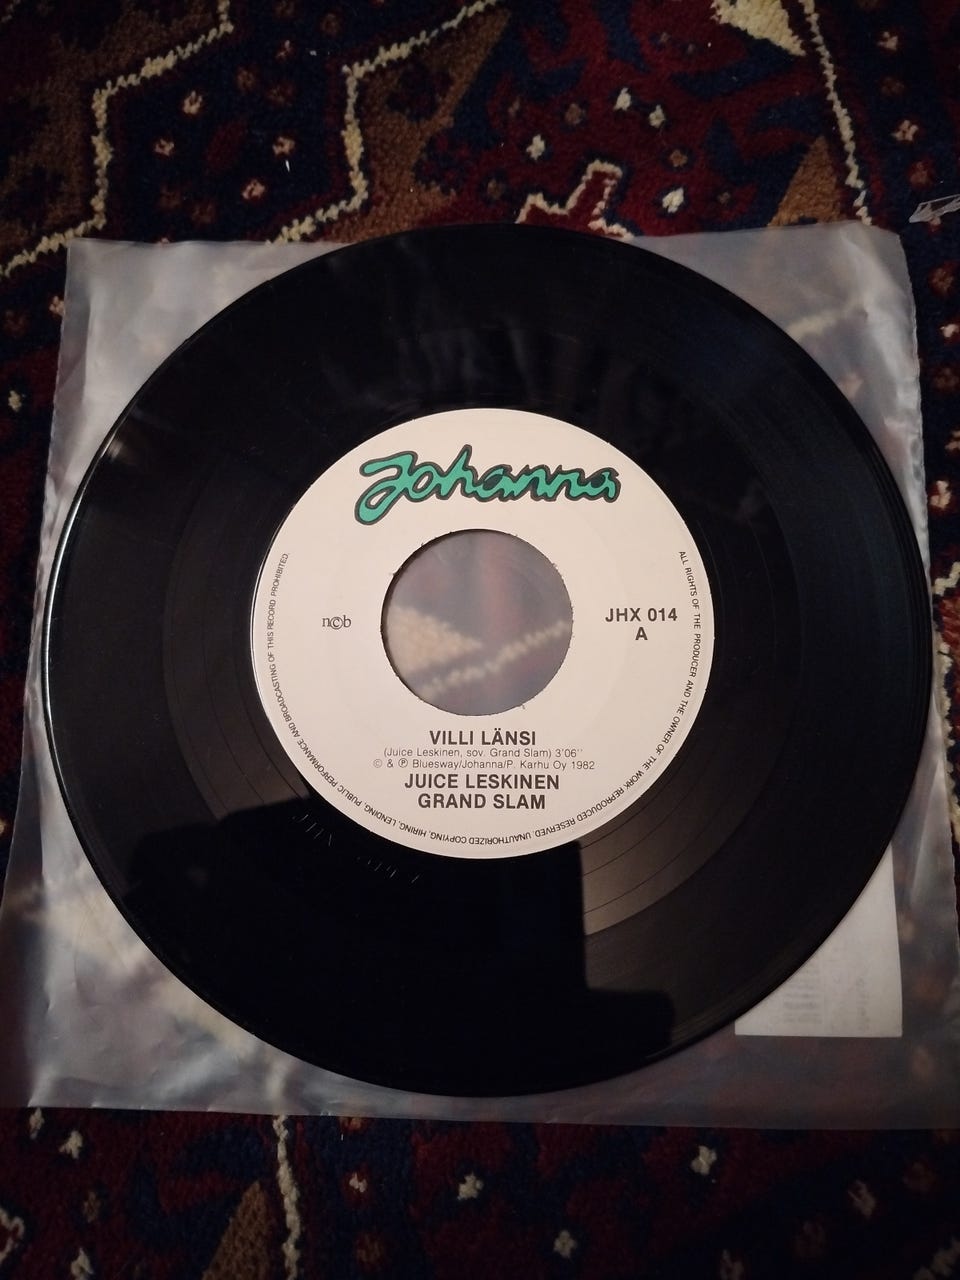 Johanna
ncb
JHX 014
A
VILLI LÄNSI
(Juice Leskinen, sov. Grand Slam) 3'06''
© & ℗ Bluesway/Johanna/P. Karhu Oy 1982
JUICE LESKINEN
GRAND SLAM
ALL RIGHTS OF THE PRODUCER AND THE OWNER OF THE WORK REPRODUCED RESERVED. UNAUTHORIZED COPYING, HIRING, LENDING, PUBLIC PERFORMANCE AND BROADCASTING OF THIS RECORD PROHIBITED.